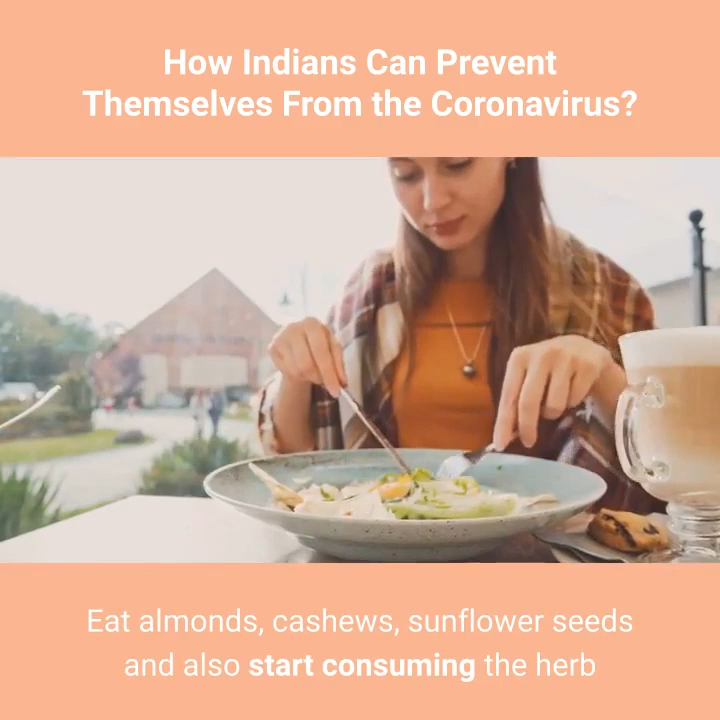 How Indians Can Prevent
Themselves From the Coronavirus?
Eat almonds, cashews, sunflower seeds
and also start consuming the herb